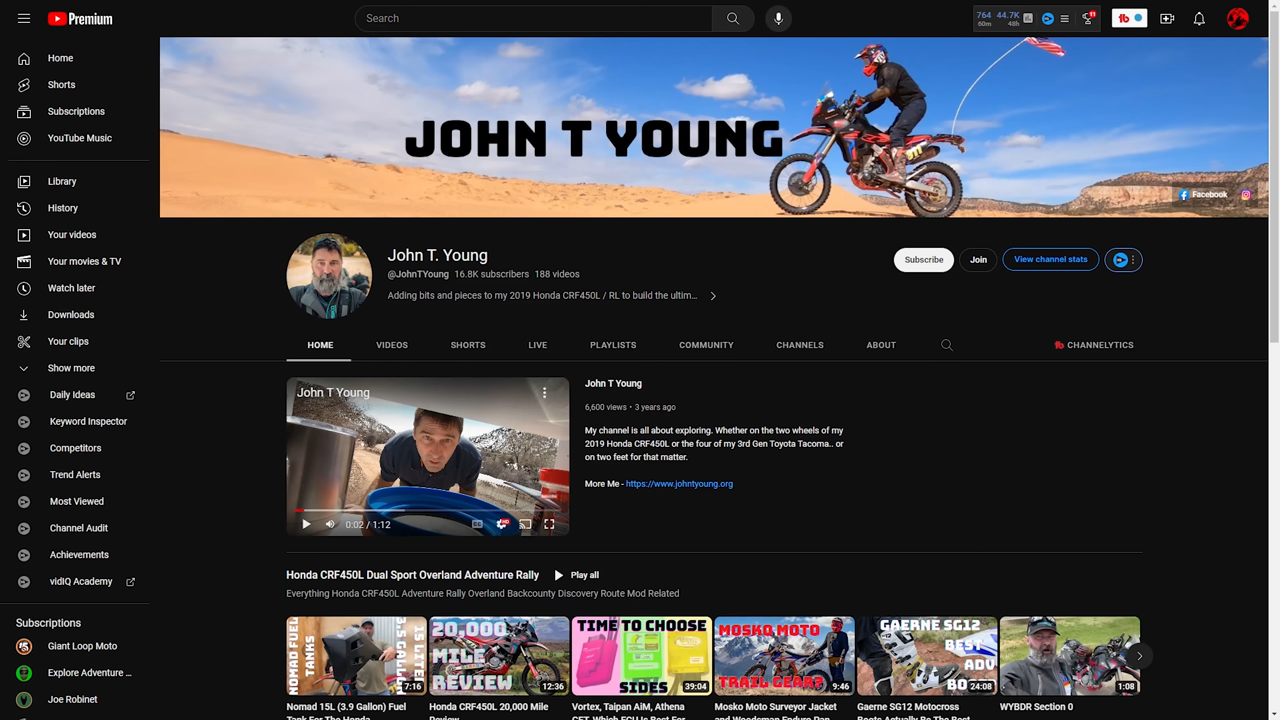 Premium
Search
764 44.7K
60m 48h
Home
Shorts
Subscriptions
YouTube Music
Library
History
Your videos
Your movies & TV
Watch later
Downloads
Your clips
Show more
Daily Ideas
Keyword Inspector
Competitors
Trend Alerts
Most Viewed
Channel Audit
Achievements
vidIQ Academy
Subscriptions
Giant Loop Moto
Explore Adventure ...
Joe Robinet
JOHN T YOUNG
Facebook
John T. Young
@JohnTYoung 16.8K subscribers 188 videos
Adding bits and pieces to my 2019 Honda CRF450L / RL to build the ultim...
Subscribe
Join
View channel stats
HOME VIDEOS SHORTS LIVE PLAYLISTS COMMUNITY CHANNELS ABOUT
tb CHANNELYTICS
John T Young
0:02 / 1:12
John T Young
6,600 views • 3 years ago
My channel is all about exploring. Whether on the two wheels of my
2019 Honda CRF450L or the four of my 3rd Gen Toyota Tacoma.. or
on two feet for that matter.
More Me - https://www.johntyoung.org
Honda CRF450L Dual Sport Overland Adventure Rally
Play all
Everything Honda CRF450L Adventure Rally Overland Backcounty Discovery Route Mod Related
NOMAD FUEL
TANKS
15 LITER
3.5 GALLON
7:16
20,000
MILE
REVIEW
12:36
TIME TO CHOOSE
SIDES
39:04
MOSKO MOTO
TRAIL GEAR?
9:46
GAERNE SG12
BEST
ADV
24:08
1:08
Nomad 15L (3.9 Gallon) Fuel
Tank For The Honda
Honda CRF450L 20,000 Mile
Review
Vortex, Taipan AiM, Athena
GET, Which ECU Is Best For
Mosko Moto Surveyor Jacket
and Woodsman Enduro Pan
Gaerne SG12 Motocross
Boots Actually Be The Best
WYBDR Section 0